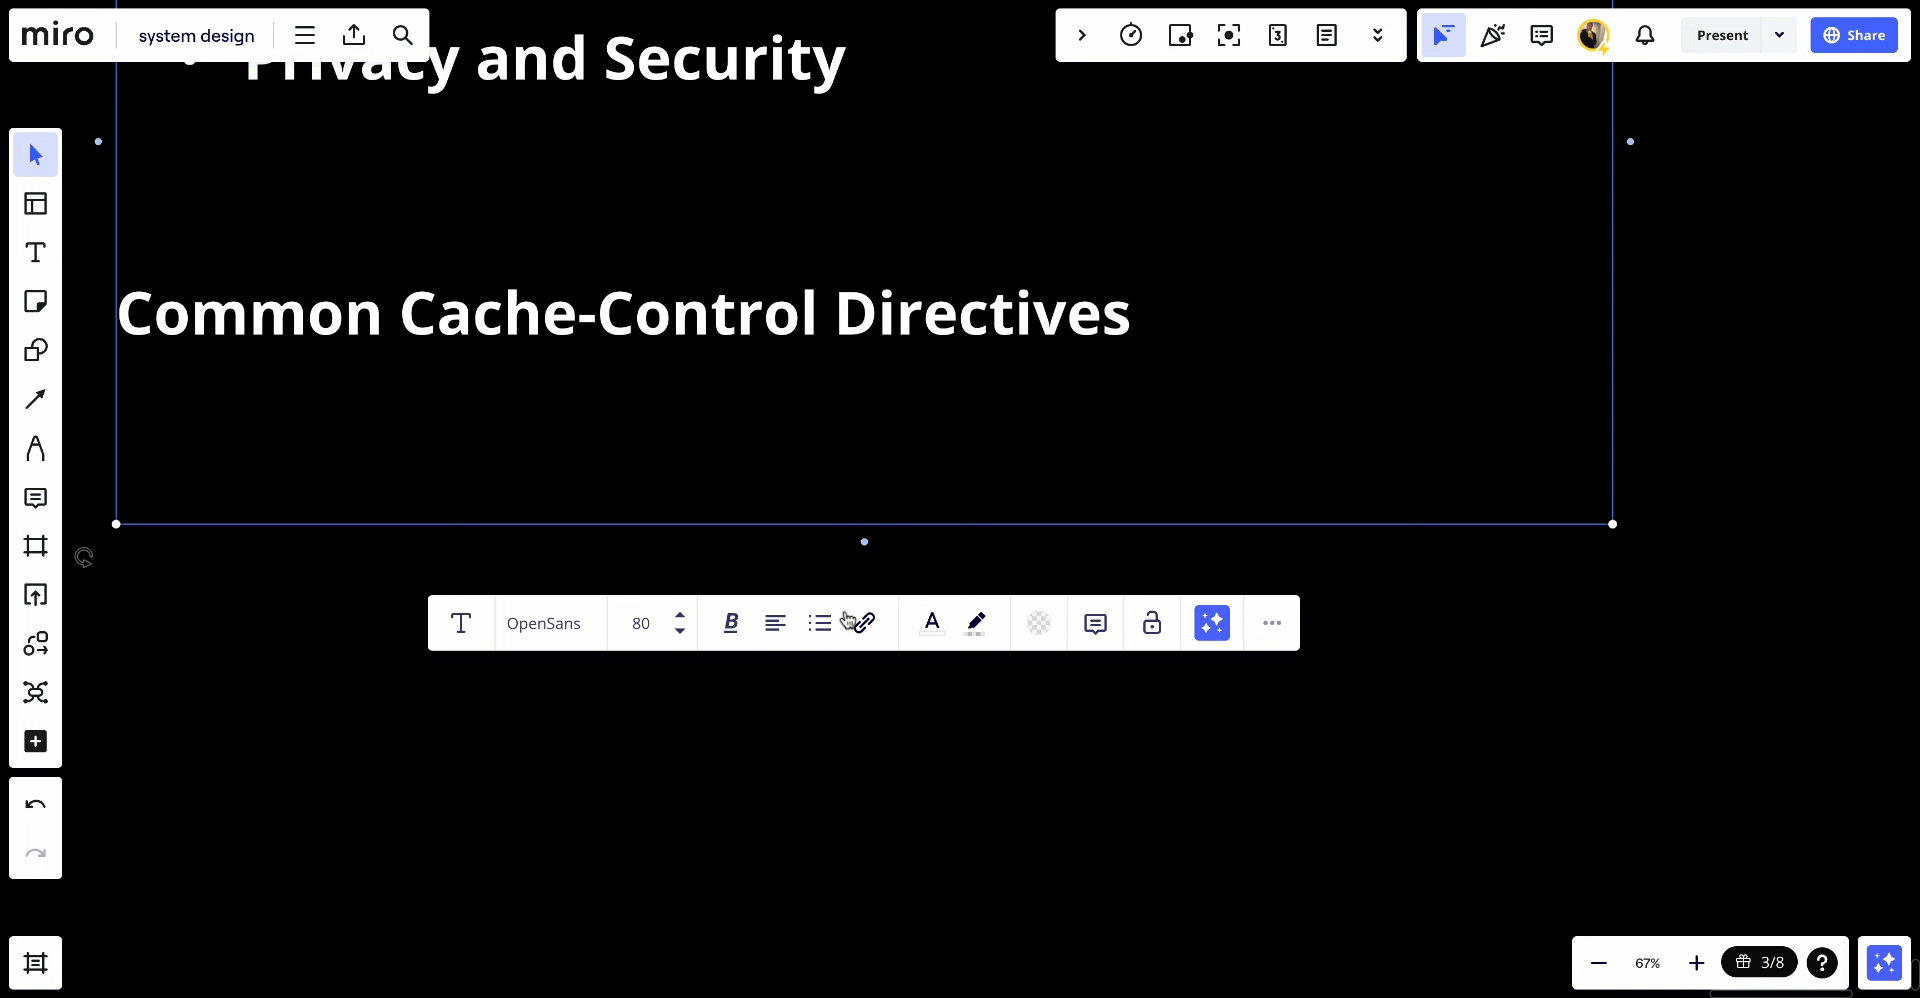 miro
system design
Present
Share
Privacy and Security
Common Cache-Control Directives
OpenSans
80
B
A
67%
3/8
?